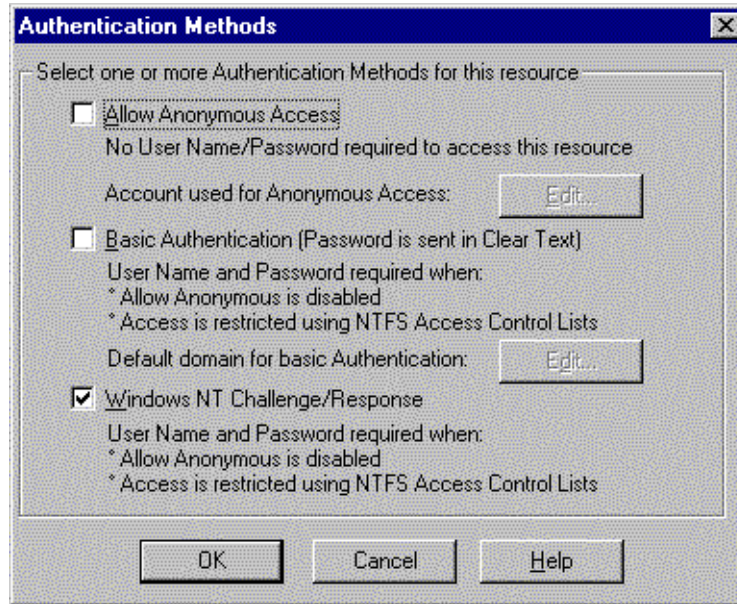 Authentication Methods
Select one or more Authentication Methods for this resource
Allow Anonymous Access
No User Name/Password required to access this resource
Account used for Anonymous Access: Edit...
Basic Authentication (Password is sent in Clear Text)
User Name and Password required when:
* Allow Anonymous is disabled
* Access is restricted using NTFS Access Control Lists
Default domain for basic Authentication: Edit...
Windows NT Challenge/Response
User Name and Password required when:
* Allow Anonymous is disabled
* Access is restricted using NTFS Access Control Lists
OK Cancel Help